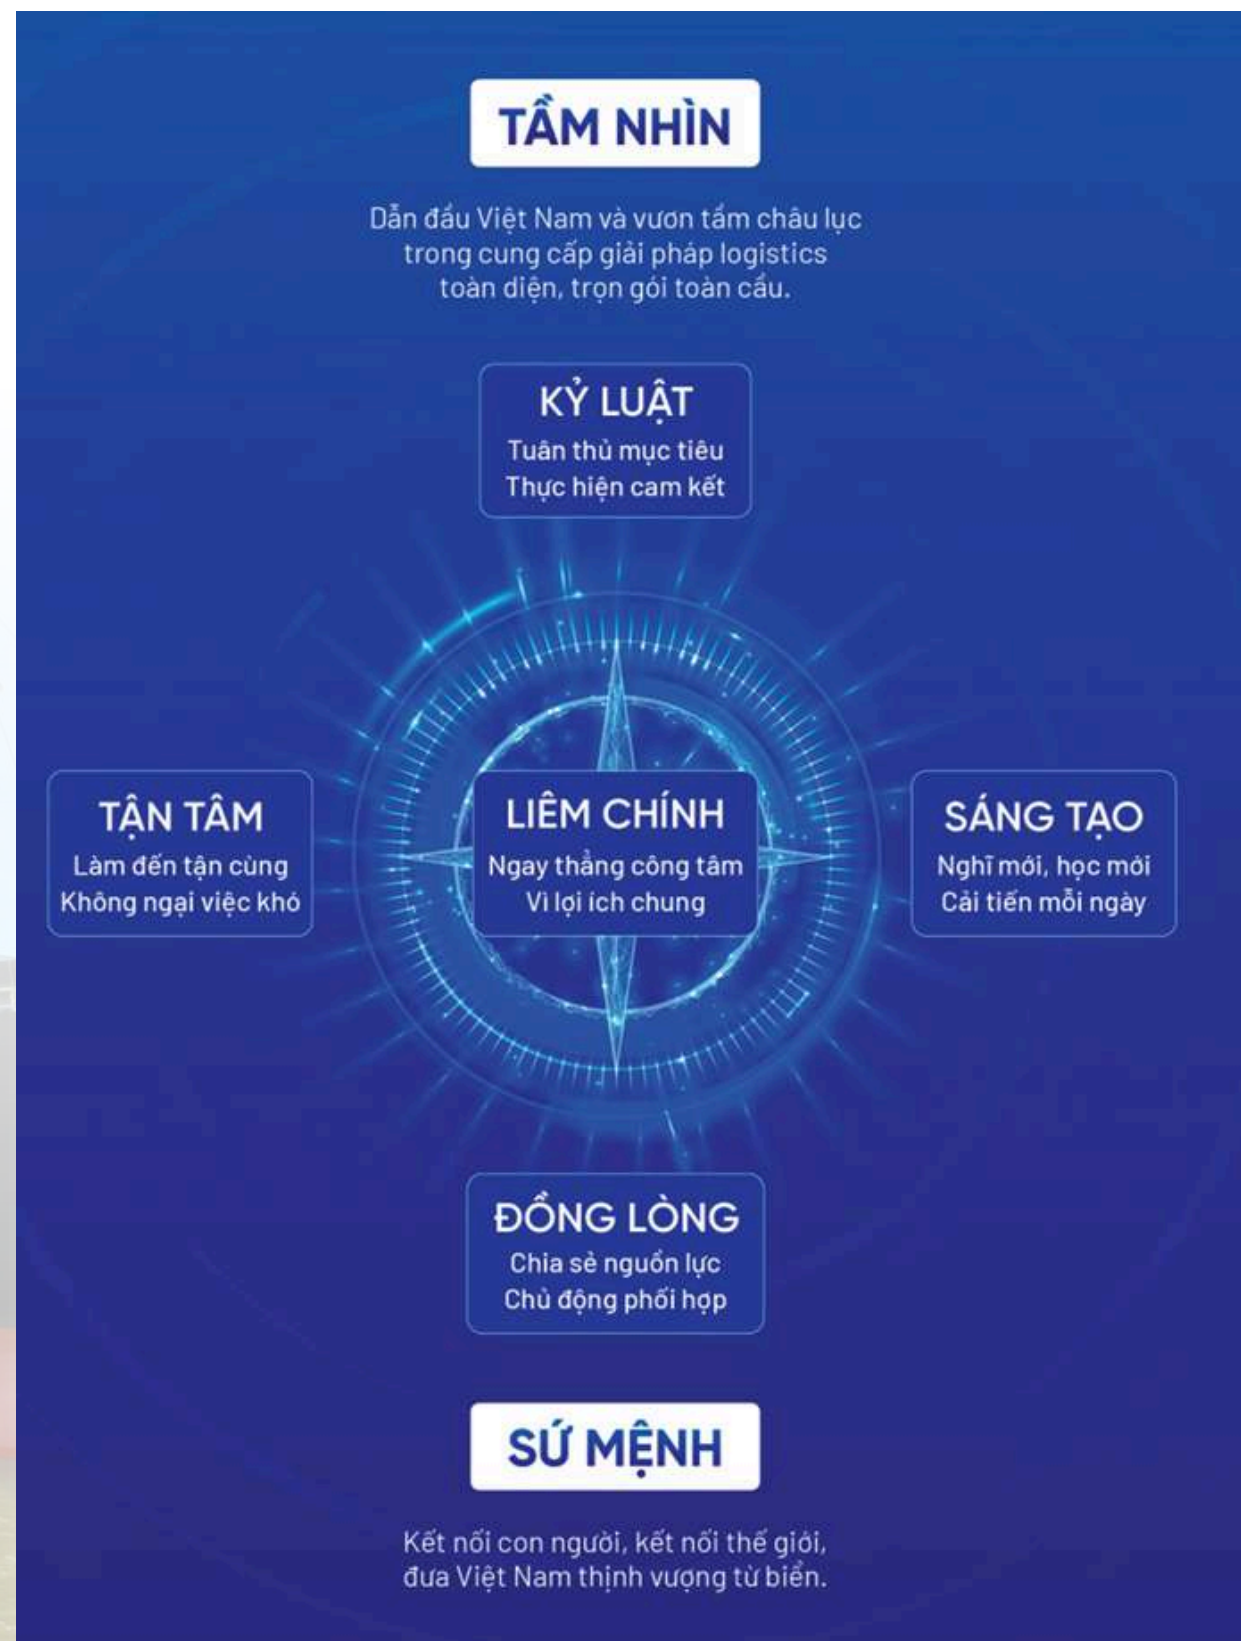 TẦM NHÌN
Dẫn đầu Việt Nam và vươn tầm châu lục
trong cung cấp giải pháp logistics
toàn diện, trọn gói toàn cầu.
KỶ LUẬT
Tuân thủ mục tiêu
Thực hiện cam kết
TẬN TÂM
Làm đến tận cùng
Không ngại việc khó
LIÊM CHÍNH
Ngay thẳng công tâm
Vì lợi ích chung
SÁNG TẠO
Nghĩ mới, học mới
Cải tiến mỗi ngày
ĐỒNG LÒNG
Chia sẻ nguồn lực
Chủ động phối hợp
SỨ MỆNH
Kết nối con người, kết nối thế giới,
đưa Việt Nam thịnh vượng từ biển.